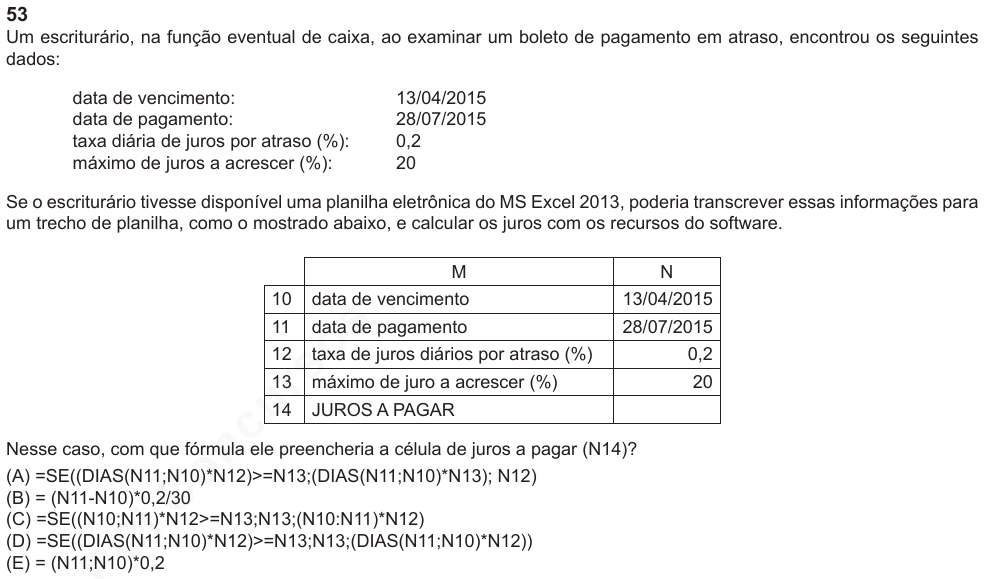 53
Um escriturário, na função eventual de caixa, ao examinar um boleto de pagamento em atraso, encontrou os seguintes
dados:
data de vencimento: 13/04/2015
data de pagamento: 28/07/2015
taxa diária de juros por atraso (%): 0,2
máximo de juros a acrescer (%): 20
Se o escriturário tivesse disponível uma planilha eletrônica do MS Excel 2013, poderia transcrever essas informações para
um trecho de planilha, como o mostrado abaixo, e calcular os juros com os recursos do software.
M N
10 data de vencimento 13/04/2015
11 data de pagamento 28/07/2015
12 taxa de juros diários por atraso (%) 0,2
13 máximo de juro a acrescer (%) 20
14 JUROS A PAGAR
Nesse caso, com que fórmula ele preencheria a célula de juros a pagar (N14)?
(A) =SE((DIAS(N11;N10)*N12)>=N13;(DIAS(N11;N10)*N13); N12)
(B) = (N11-N10)*0,2/30
(C) =SE((N10;N11)*N12>=N13;N13;(N10:N11)*N12)
(D) =SE((DIAS(N11;N10)*N12)>=N13;N13;(DIAS(N11;N10)*N12))
(E) = (N11;N10)*0,2